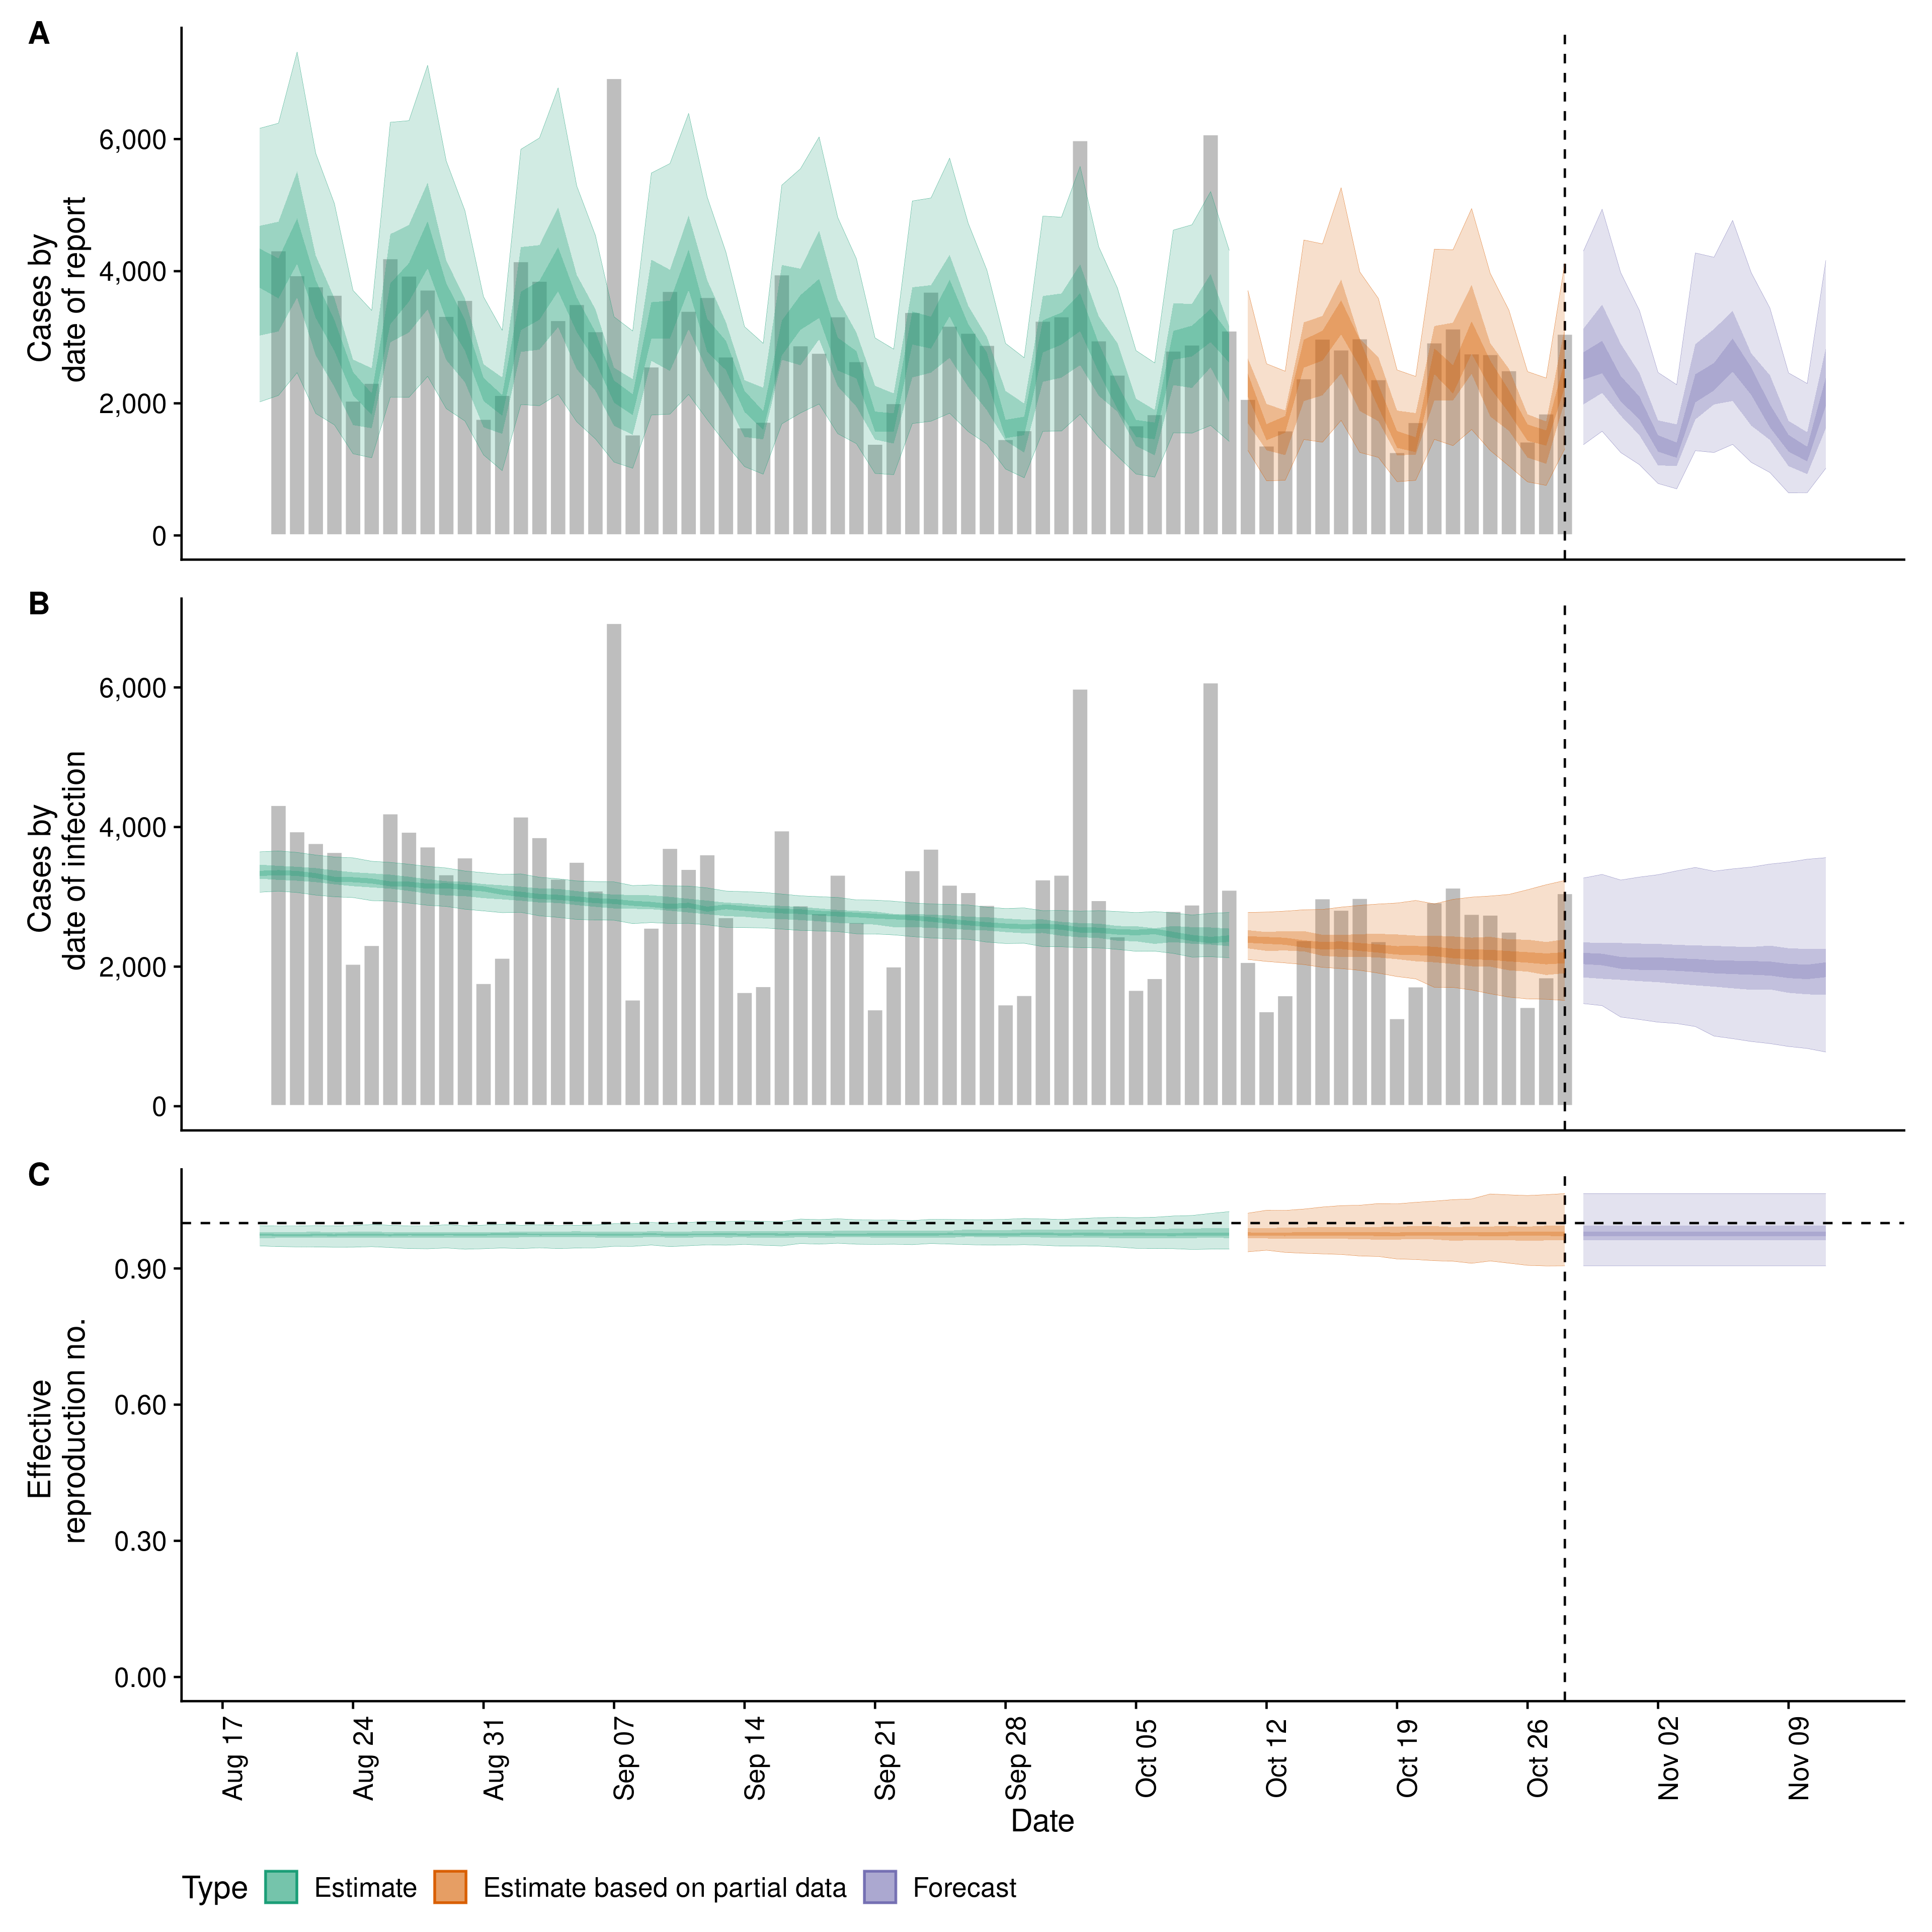 A
Cases by
date of report
6,000
4,000
2,000
0
B
Cases by
date of infection
6,000
4,000
2,000
0
C
Effective
reproduction no.
0.90
0.60
0.30
0.00
Aug 17
Aug 24
Aug 31
Sep 07
Sep 14
Sep 21
Sep 28
Oct 05
Oct 12
Oct 19
Oct 26
Nov 02
Nov 09
Date
Type Estimate Estimate based on partial data Forecast